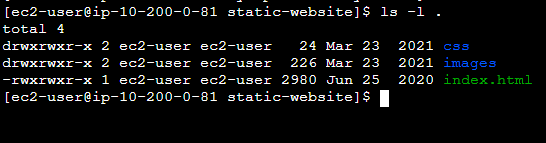 [ec2-user@ip-10-200-0-81 static-website]$ ls -l .
total 4
drwxrwxr-x 2 ec2-user ec2-user   24 Mar 23  2021 css
drwxrwxr-x 2 ec2-user ec2-user  226 Mar 23  2021 images
-rwxrwxr-x 1 ec2-user ec2-user 2980 Jun 25  2020 index.html
[ec2-user@ip-10-200-0-81 static-website]$